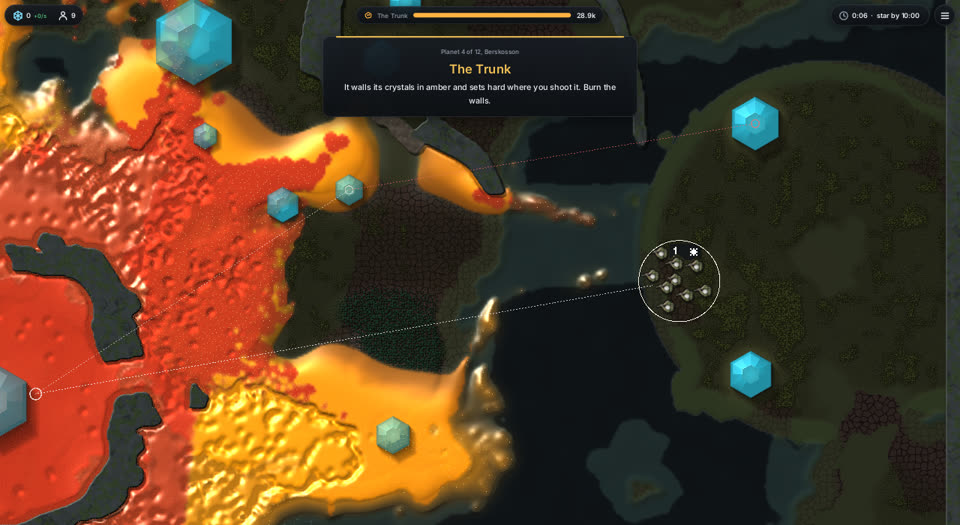 0 +0/s 9
The Trunk 28.9k
0:06 · star by 10:00
Planet 4 of 12, Berskosson
The Trunk
It walls its crystals in amber and sets hard where you shoot it. Burn the
walls.
1